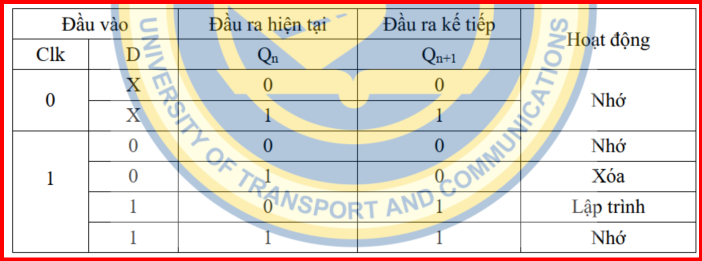 Đầu vào Đầu ra hiện tại Đầu ra kế tiếp Hoạt động
Clk D Qn Qn+1
0 X 0 0 Nhớ
X 1 1
1 0 0 0 Nhớ
0 1 0 Xóa
1 0 1 Lập trình
1 1 1 Nhớ
UNIVERSITY OF TRANSPORT AND COMMUNICATIONS